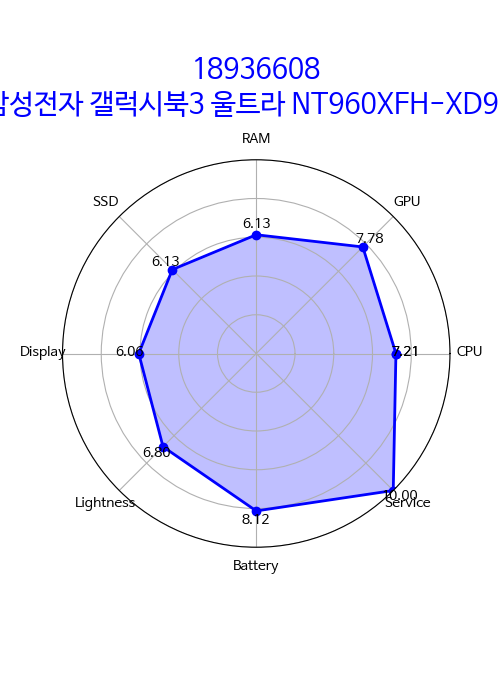 18936608
삼성전자 갤럭시북3 울트라 NT960XFH-XD9
RAM
6.13
SSD
GPU
6.13
7.78
Display
6.06
7.21
CPU
6.80
Lightness
10.00
Service
8.12
Battery